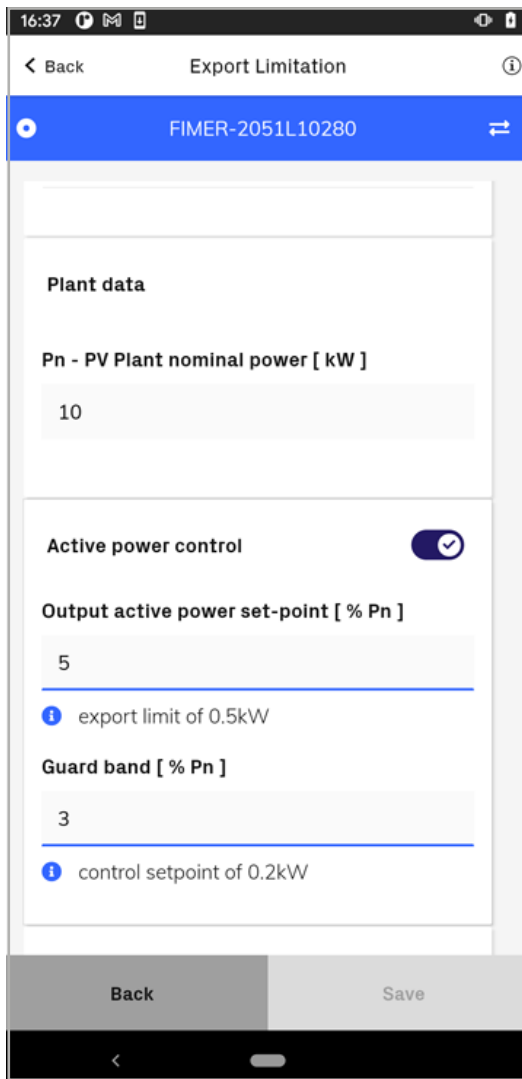 16:37
Back
Export Limitation
FIMER-2051L10280
Plant data
Pn - PV Plant nominal power [ kW ]
10
Active power control
Output active power set-point [ % Pn ]
5
export limit of 0.5kW
Guard band [ % Pn ]
3
control setpoint of 0.2kW
Back
Save